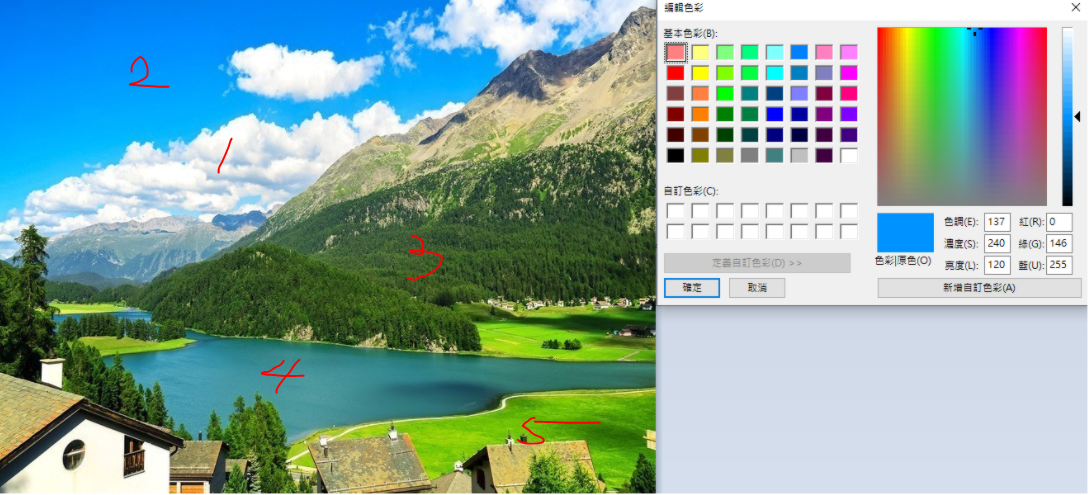 2
1
3
4
5
編輯色彩
基本色彩(B):
自訂色彩(C):
定義自訂色彩(D) >>
確定
取消
色彩|原色(O)
色調(E): 137
濃度(S): 240
亮度(L): 120
紅(R): 0
綠(G): 146
藍(U): 255
新增自訂色彩(A)